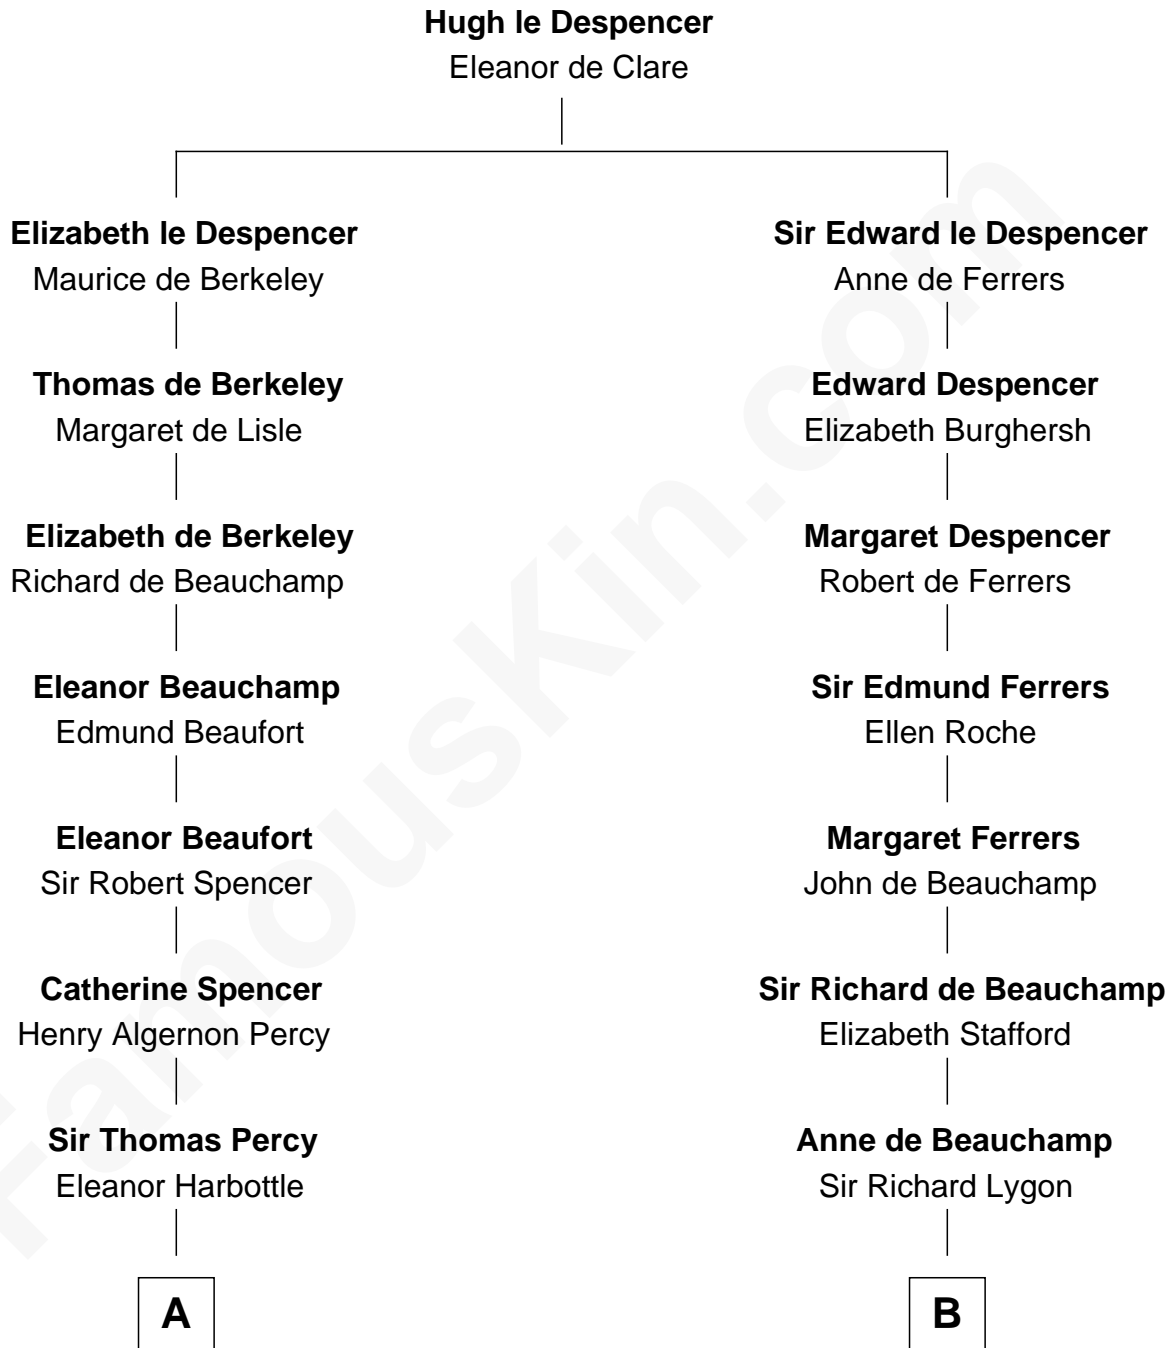 Hugh le Despencer
Eleanor de Clare
Elizabeth le Despencer
Maurice de Berkeley
Sir Edward le Despencer
Anne de Ferrers
Thomas de Berkeley
Margaret de Lisle
Edward Despencer
Elizabeth Burghersh
Elizabeth de Berkeley
Richard de Beauchamp
Margaret Despencer
Robert de Ferrers
Eleanor Beauchamp
Edmund Beaufort
Sir Edmund Ferrers
Ellen Roche
Eleanor Beaufort
Sir Robert Spencer
Margaret Ferrers
John de Beauchamp
Catherine Spencer
Henry Algernon Percy
Sir Richard de Beauchamp
Elizabeth Stafford
Sir Thomas Percy
Eleanor Harbottle
Anne de Beauchamp
Sir Richard Lygon
A
B
FamousKin.com